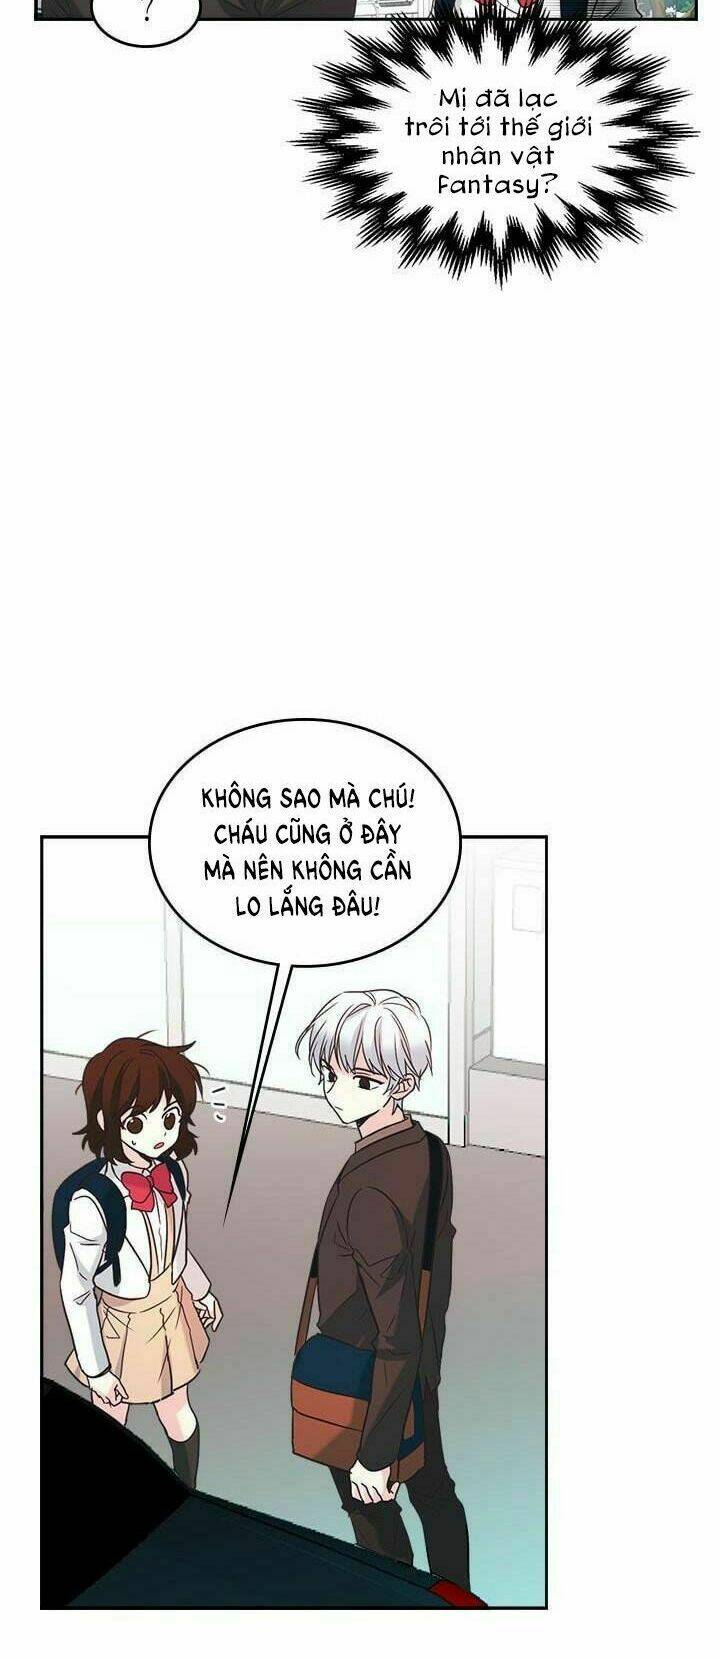 ?
Mị đã lạc
trôi tới thế giới
nhân vật
Fantasy?
KHÔNG SAO MÀ CHÚ!
CHÁU CŨNG Ở ĐÂY
MÀ NÊN KHÔNG CẦN
LO LẮNG ĐÂU!